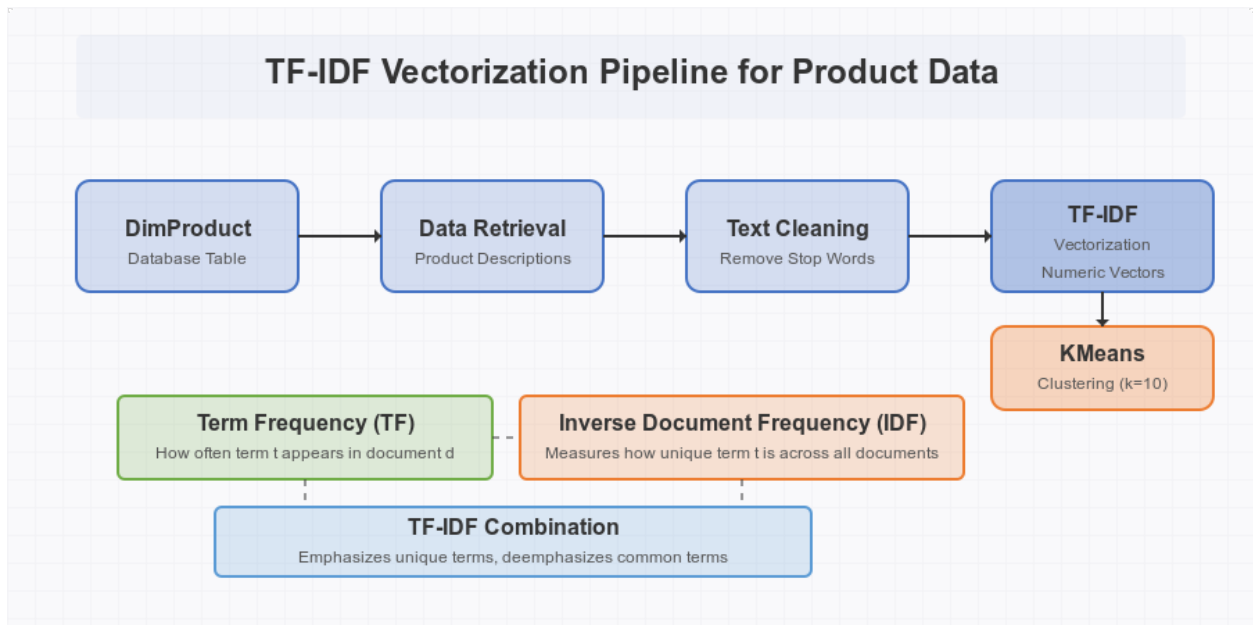 TF-IDF Vectorization Pipeline for Product Data
DimProduct
Database Table
Data Retrieval
Product Descriptions
Text Cleaning
Remove Stop Words
TF-IDF
Vectorization
Numeric Vectors
KMeans
Clustering (k=10)
Term Frequency (TF)
How often term t appears in document d
Inverse Document Frequency (IDF)
Measures how unique term t is across all documents
TF-IDF Combination
Emphasizes unique terms, deemphasizes common terms